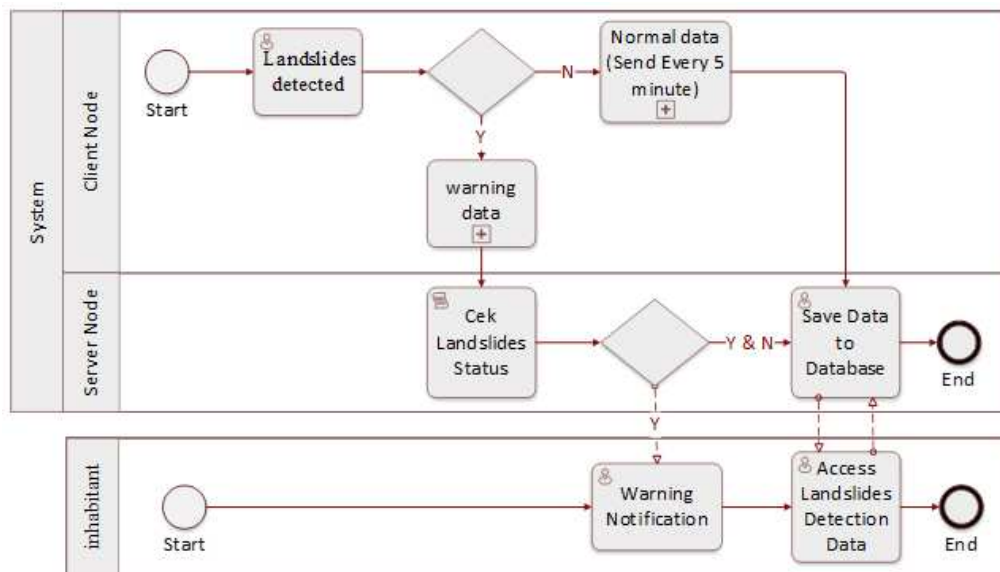 System
Client Node
Start
Landslides
detected
N
Y
Normal data
(Send Every 5
minute)
warning
data
Server Node
Cek
Landslides
Status
Y & N
Save Data
to
Database
End
Y
inhabitant
Start
Warning
Notification
Access
Landslides
Detection
Data
End